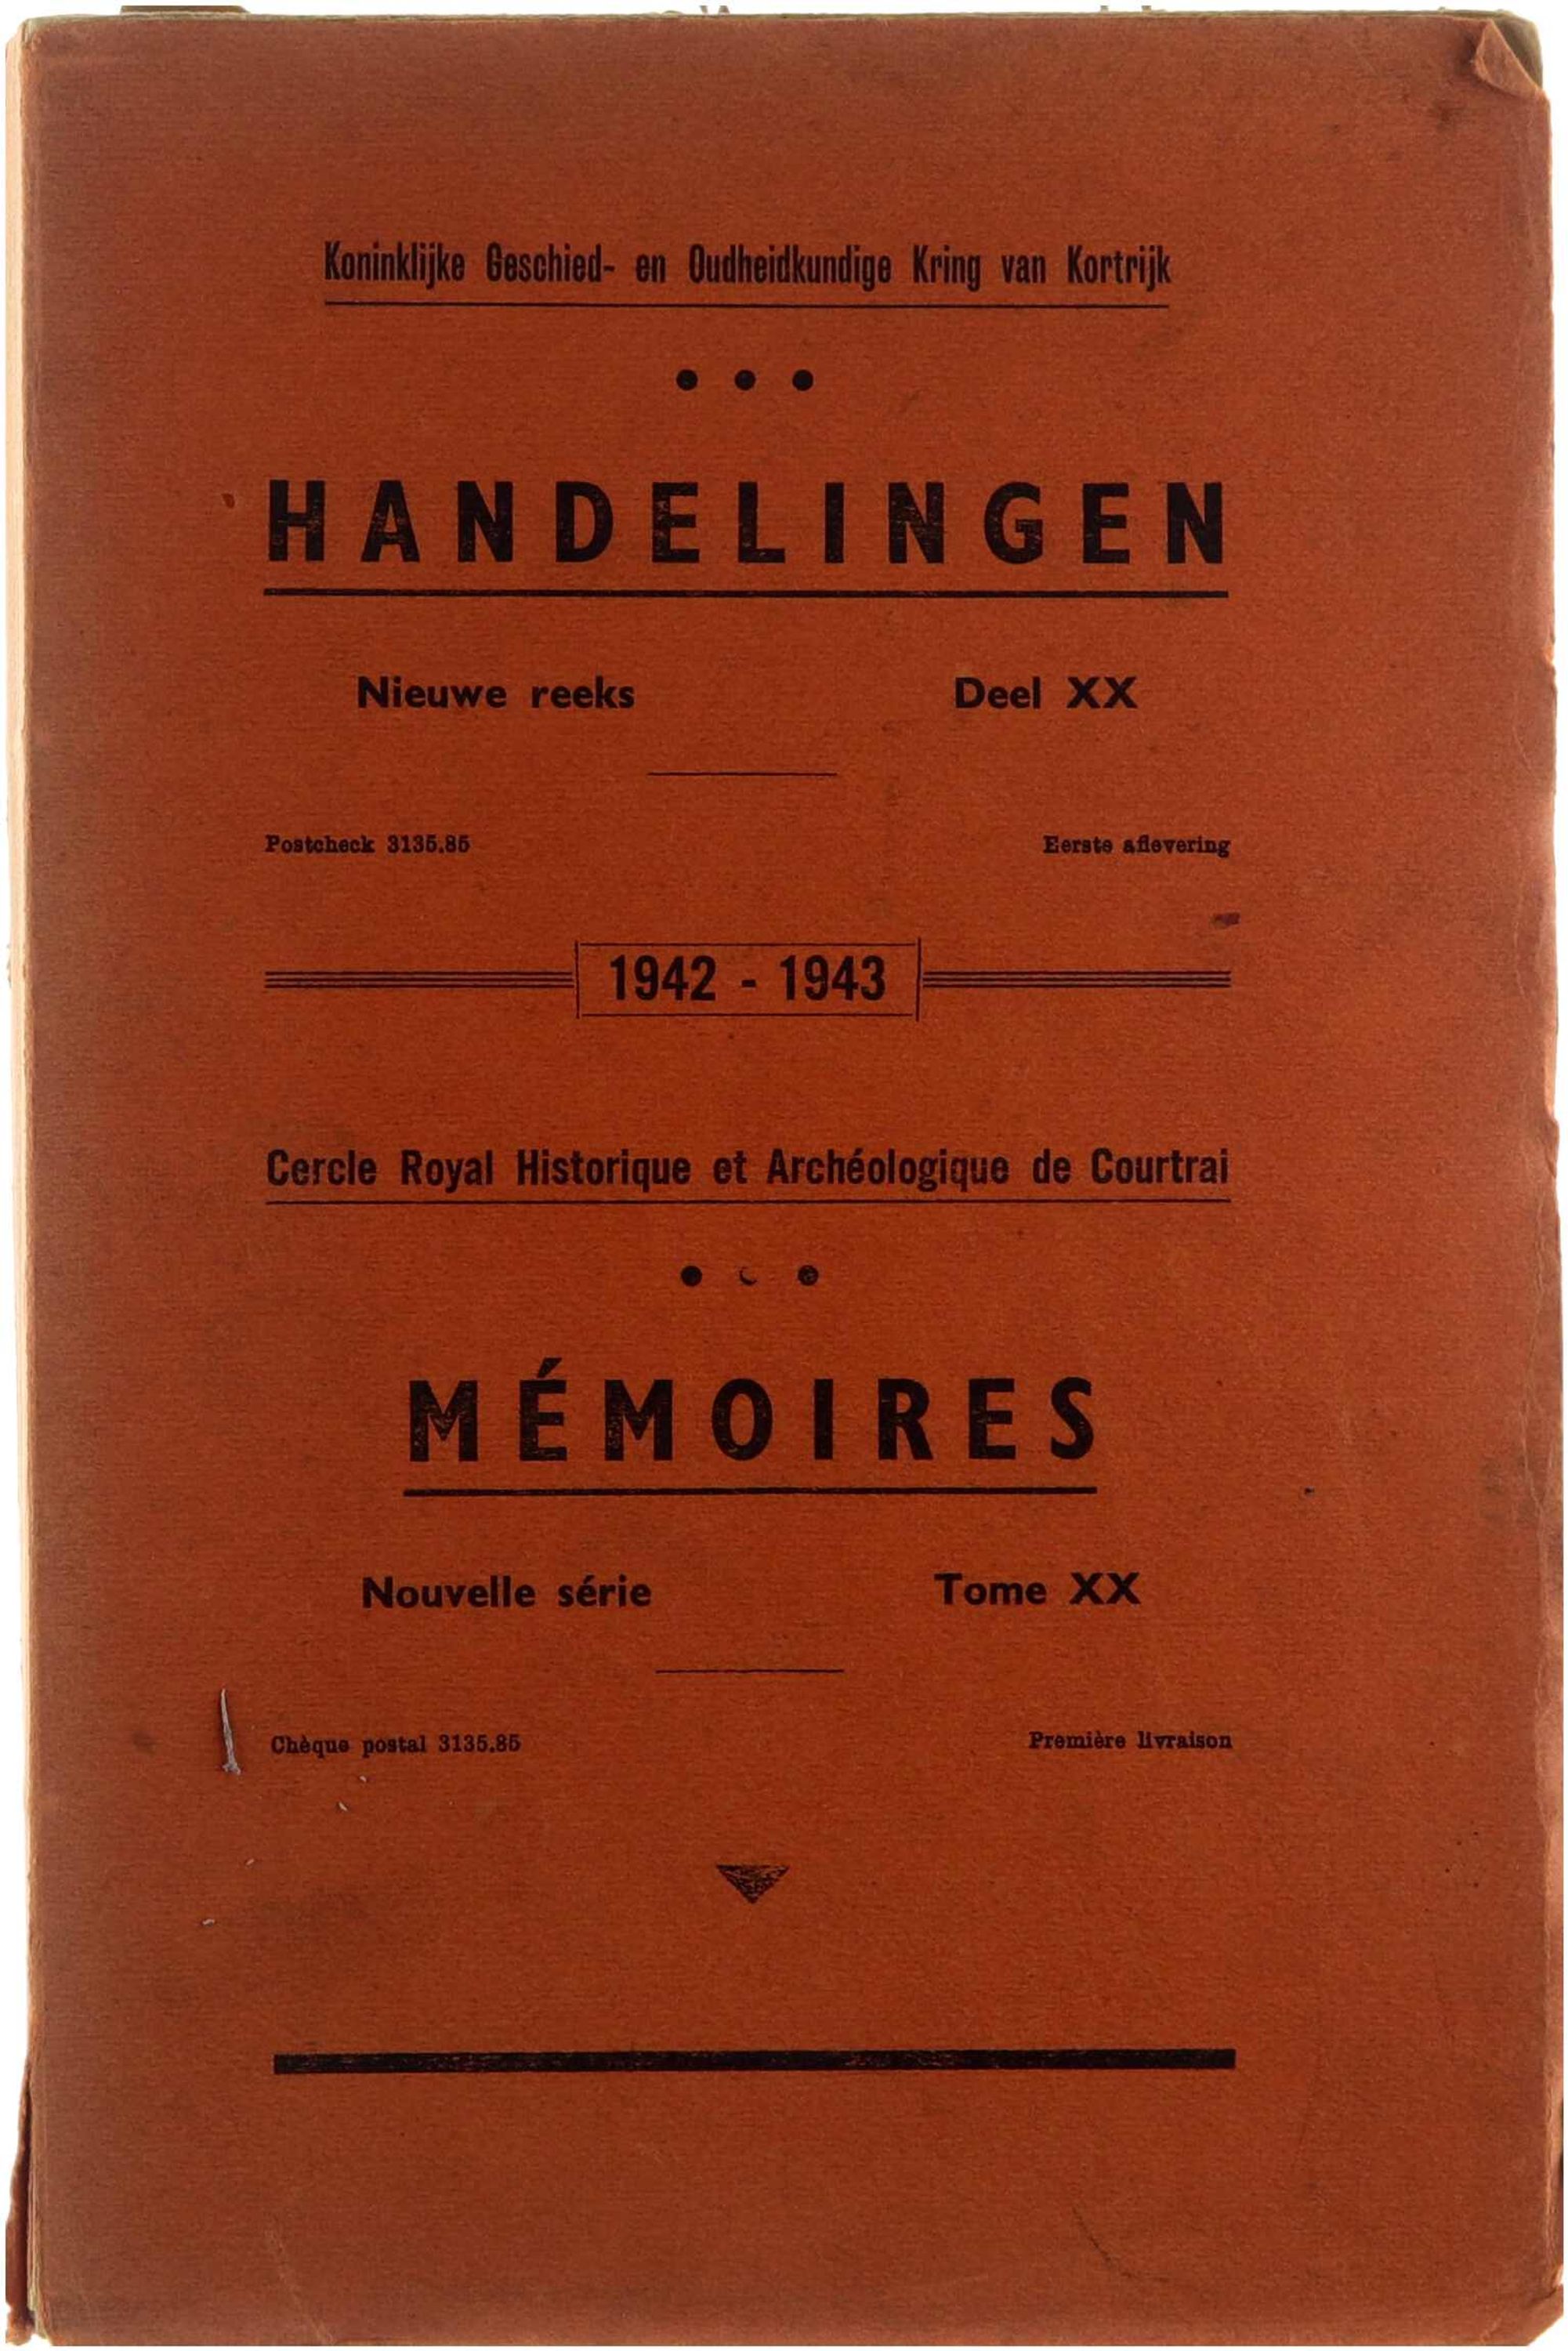 Koninklijke Geschied- en Oudheidkundige Kring van Kortrijk
HANDELINGEN
Nieuwe reeks Deel XX
Postcheck 3135.85 Eerste aflevering
1942 - 1943
Cercle Royal Historique et Archéologique de Courtrai
MÉMOIRES
Nouvelle série Tome XX
Chèque postal 3135.85 Première livraison